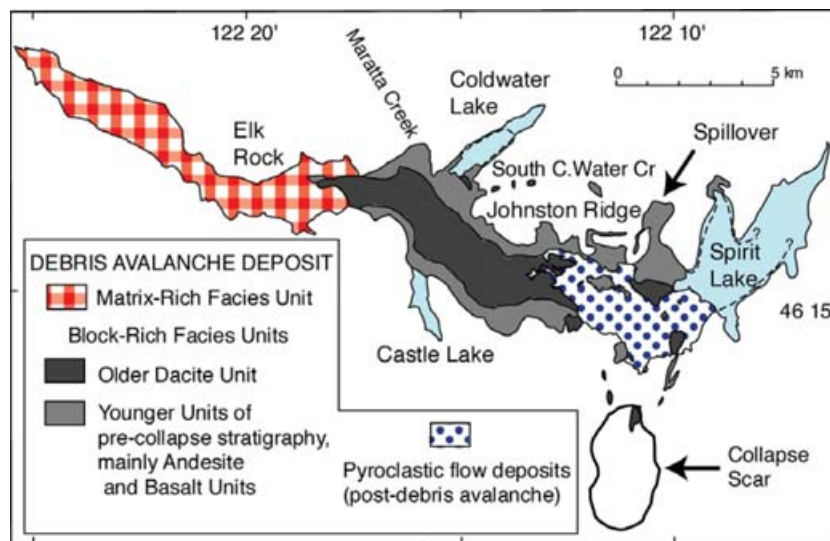 122 20'
122 10'
0
5 km
Maratta Creek
Coldwater
Lake
Elk
Rock
Spillover
South C.Water Cr
Johnston Ridge
Spirit
Lake
?
?
46 15
Castle Lake
DEBRIS AVALANCHE DEPOSIT
Matrix-Rich Facies Unit
Block-Rich Facies Units
Older Dacite Unit
Younger Units of
pre-collapse stratigraphy,
mainly Andesite
and Basalt Units
Pyroclastic flow deposits
(post-debris avalanche)
Collapse
Scar